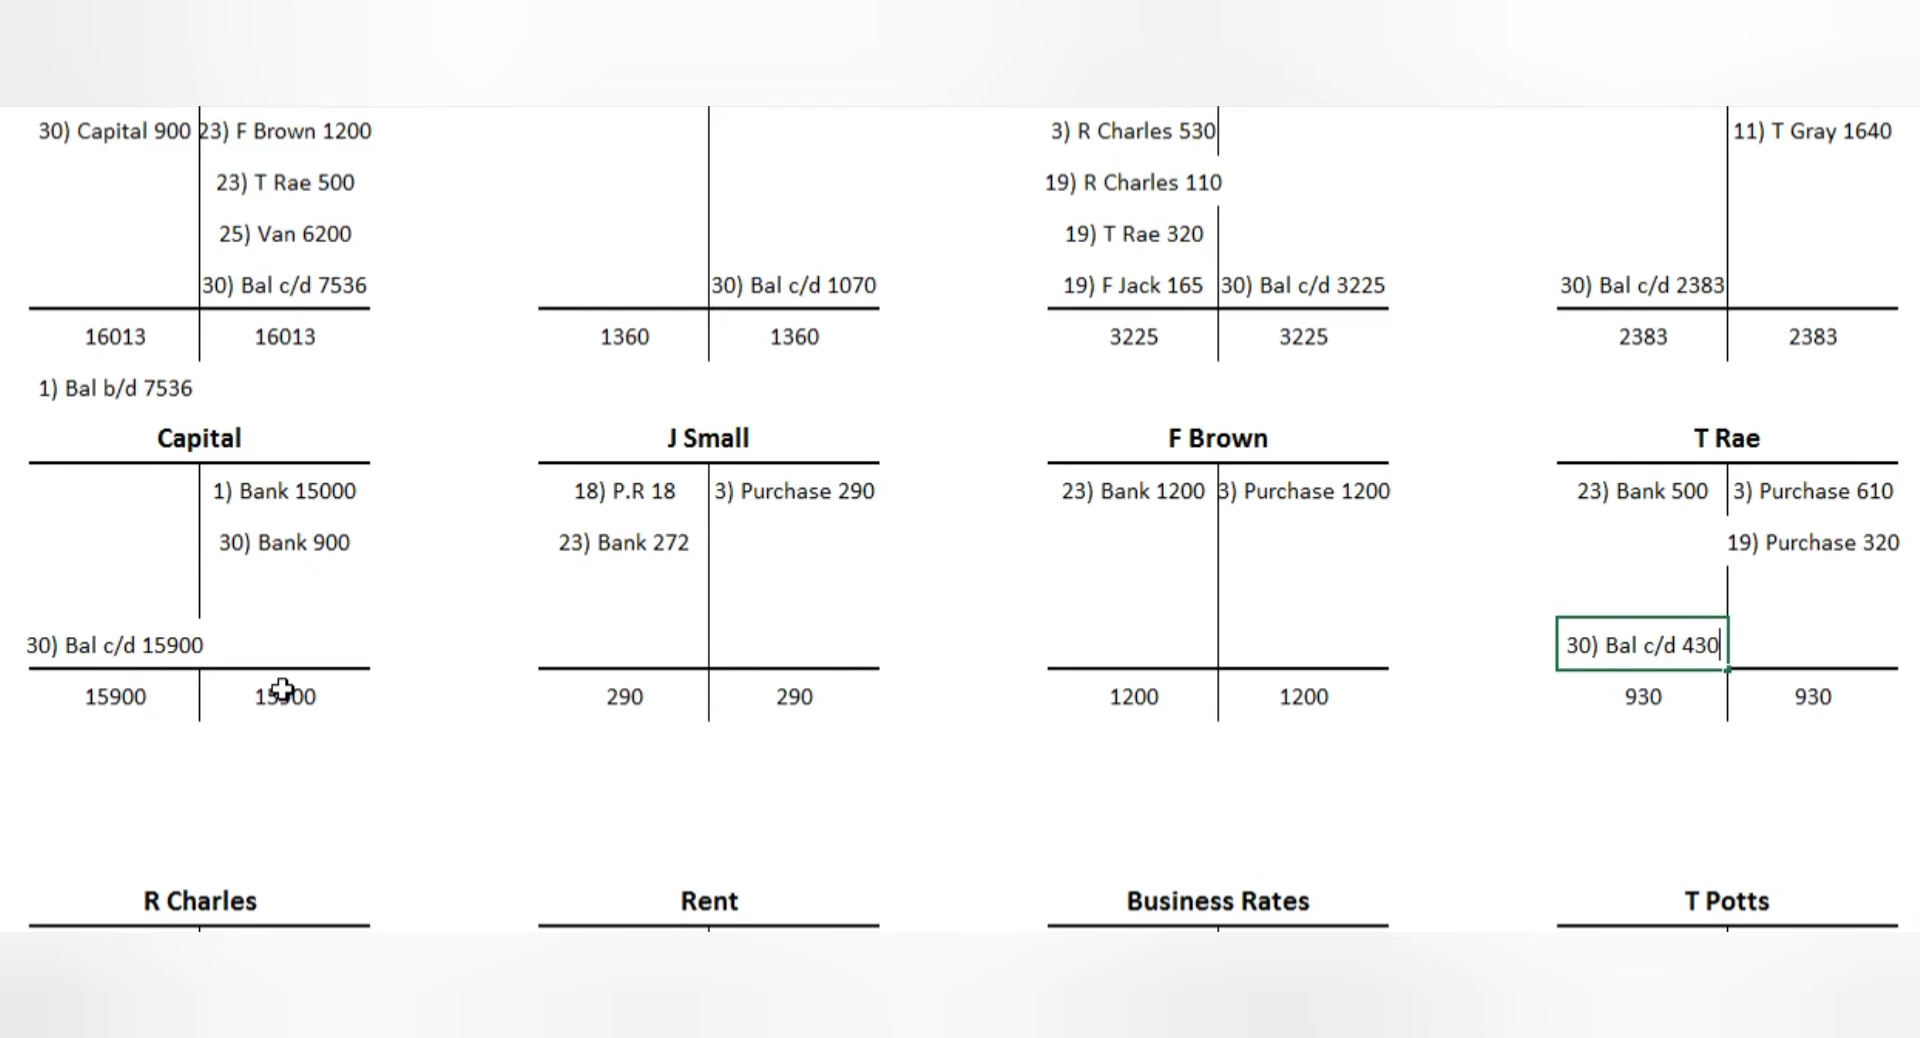 30) Capital 900 23) F Brown 1200
3) R Charles 530
11) T Gray 1640
23) T Rae 500
19) R Charles 110
25) Van 6200
19) T Rae 320
30) Bal c/d 7536
30) Bal c/d 1070
19) F Jack 165 30) Bal c/d 3225
30) Bal c/d 2383
16013 16013
1360 1360
3225 3225
2383 2383
1) Bal b/d 7536
Capital
J Small
F Brown
T Rae
1) Bank 15000
18) P.R 18 3) Purchase 290
23) Bank 1200 3) Purchase 1200
23) Bank 500 3) Purchase 610
30) Bank 900
23) Bank 272
19) Purchase 320
30) Bal c/d 15900
30) Bal c/d 430
15900
290 290
1200 1200
930 930
R Charles
Rent
Business Rates
T Potts